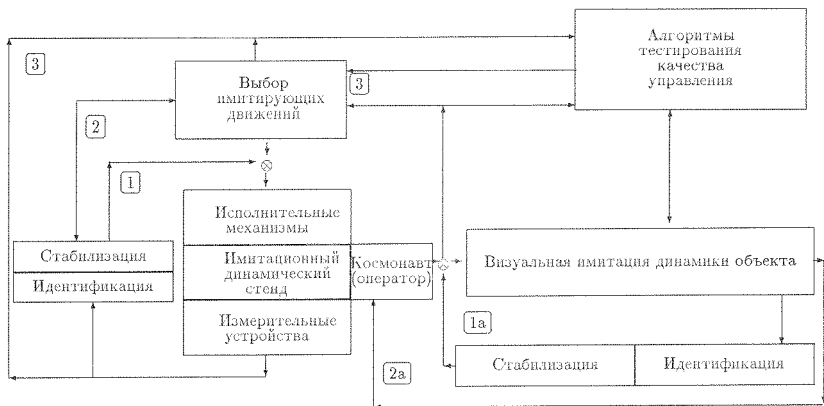 Алгоритмы
тестирования
качества
управления
3
Выбор
имитирующих
движений
3
2
1
Исполнительные
механизмы
Стабилизация
Идентификация
Имитационный
динамический
стенд
Космонавт
(оператор)
Визуальная имитация динамики объекта
Измерительные
устройства
1а
2а
Стабилизация
Идентификация